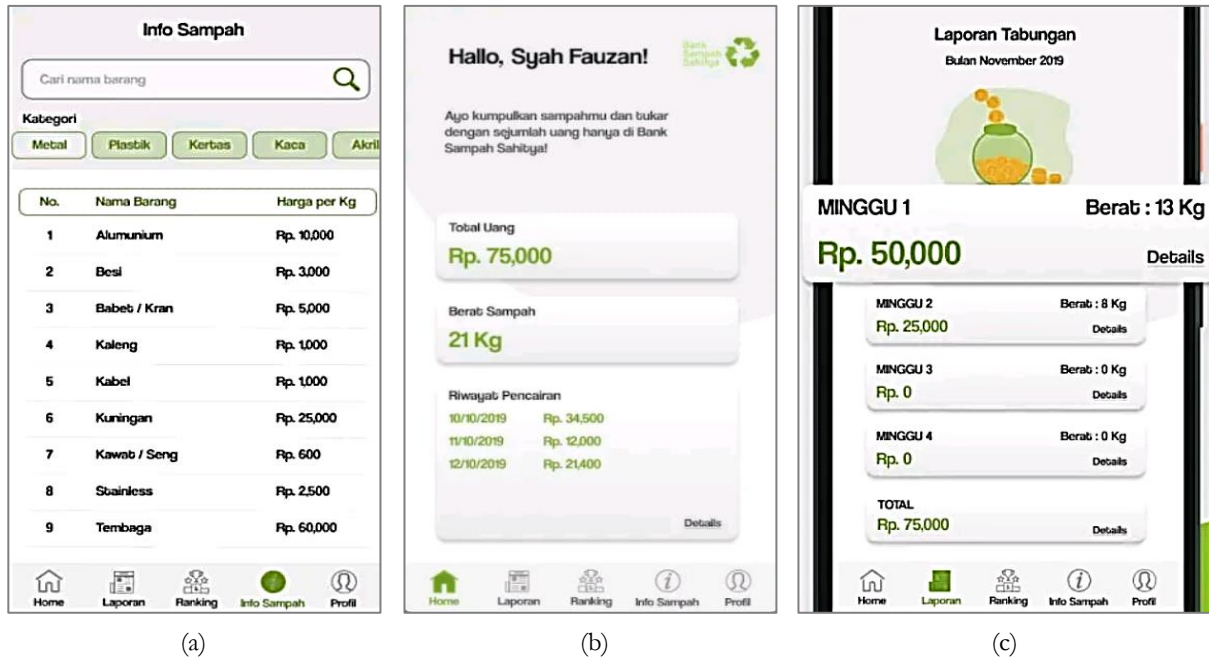 Info Sampah
Cari nama barang
Kategori
Metal Plastik Kertas Kaca Akril
No. Nama Barang Harga per Kg
1 Alumunium Rp. 10,000
2 Besi Rp. 3,000
3 Babet / Kran Rp. 5,000
4 Kaleng Rp. 1,000
5 Kabel Rp. 1,000
6 Kuningan Rp. 25,000
7 Kawat / Seng Rp. 600
8 Stainless Rp. 2,500
9 Tembaga Rp. 60,000
Home Laporan Ranking Info Sampah Profil
(a)
Hallo, Syah Fauzan!
Bank
Sampah
Sahitya
Ayo kumpulkan sampahmu dan tukar
dengan sejumlah uang hanya di Bank
Sampah Sahitya!
Total Uang
Rp. 75,000
Berat Sampah
21 Kg
Riwayat Pencairan
10/10/2019 Rp. 34,500
11/10/2019 Rp. 12,000
12/10/2019 Rp. 21,400
Details
Home Laporan Ranking Info Sampah Profil
(b)
Laporan Tabungan
Bulan November 2019
MINGGU 1 Berat : 13 Kg
Rp. 50,000 Details
MINGGU 2 Berat : 8 Kg
Rp. 25,000 Details
MINGGU 3 Berat : 0 Kg
Rp. 0 Details
MINGGU 4 Berat : 0 Kg
Rp. 0 Details
TOTAL
Rp. 75,000 Details
Home Laporan Ranking Info Sampah Profil
(c)